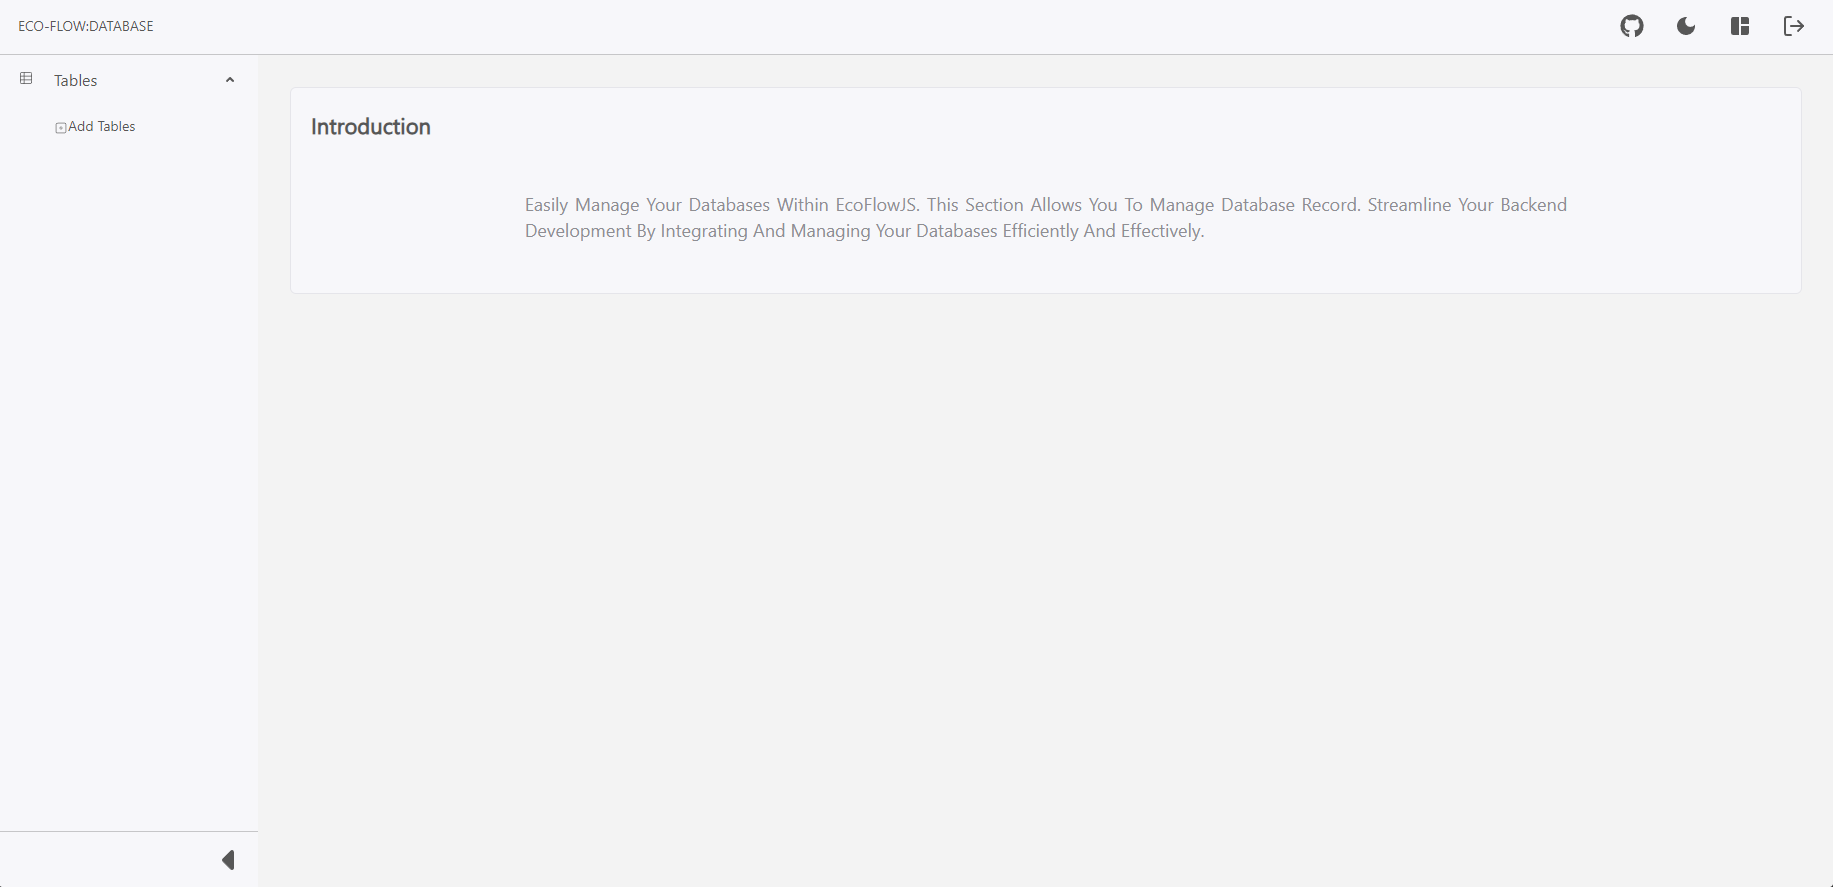 ECO-FLOW:DATABASE
Tables
Add Tables
Introduction
Easily Manage Your Databases Within EcoFlowJS. This Section Allows You To Manage Database Record. Streamline Your Backend
Development By Integrating And Managing Your Databases Efficiently And Effectively.